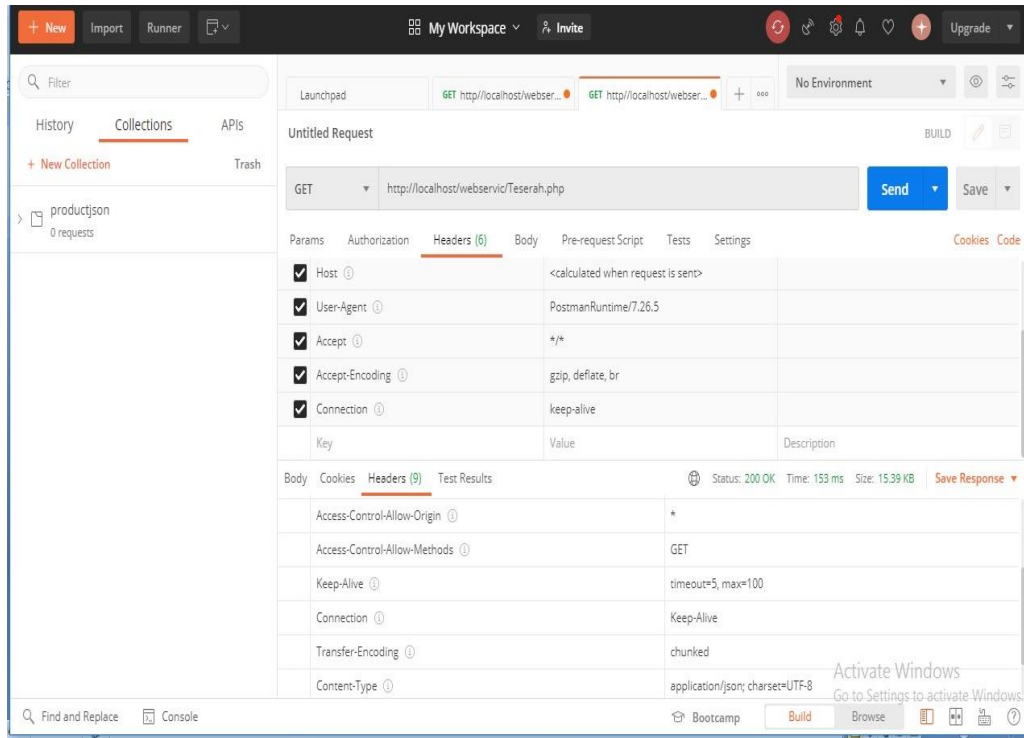 + New Import Runner My Workspace Invite Upgrade
Filter
History Collections APIs
+ New Collection Trash
productjson
0 requests
Launchpad GET http//localhost/webser... GET http//localhost/webser... + No Environment
Untitled Request BUILD
GET http://localhost/webservic/Teserah.php Send Save
Params Authorization Headers (6) Body Pre-request Script Tests Settings Cookies Code
Host <calculated when request is sent>
User-Agent PostmanRuntime/7.26.5
Accept */*
Accept-Encoding gzip, deflate, br
Connection keep-alive
Key Value Description
Body Cookies Headers (9) Test Results Status: 200 OK Time: 153 ms Size: 15.39 KB Save Response
Access-Control-Allow-Origin *
Access-Control-Allow-Methods GET
Keep-Alive timeout=5, max=100
Connection Keep-Alive
Transfer-Encoding chunked
Content-Type application/json; charset=UTF-8
Activate Windows
Go to Settings to activate Windows.
Find and Replace Console Bootcamp Build Browse